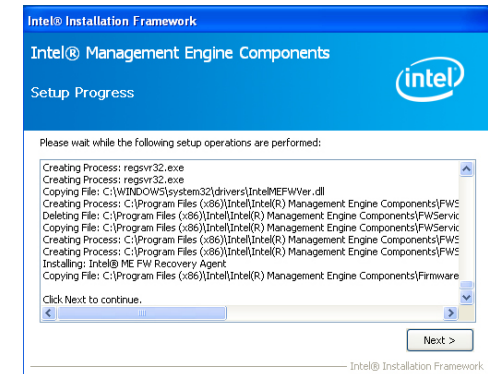 Intel® Installation Framework
Intel® Management Engine Components
Setup Progress
intel
Please wait while the following setup operations are performed:
Creating Process: regsvr32.exe
Creating Process: regsvr32.exe
Copying File: C:\WINDOWS\system32\drivers\IntelMEFWVer.dll
Creating Process: C:\Program Files (x86)\Intel\Intel(R) Management Engine Components\FWS
Deleting File: C:\Program Files (x86)\Intel\Intel(R) Management Engine Components\FWServic
Copying File: C:\Program Files (x86)\Intel\Intel(R) Management Engine Components\FWServic
Creating Process: C:\Program Files (x86)\Intel\Intel(R) Management Engine Components\FWS
Creating Process: C:\Program Files (x86)\Intel\Intel(R) Management Engine Components\FWS
Installing: Intel® ME FW Recovery Agent
Copying File: C:\Program Files (x86)\Intel\Intel(R) Management Engine Components\Firmware
Click Next to continue.
Next >
Intel® Installation Framework